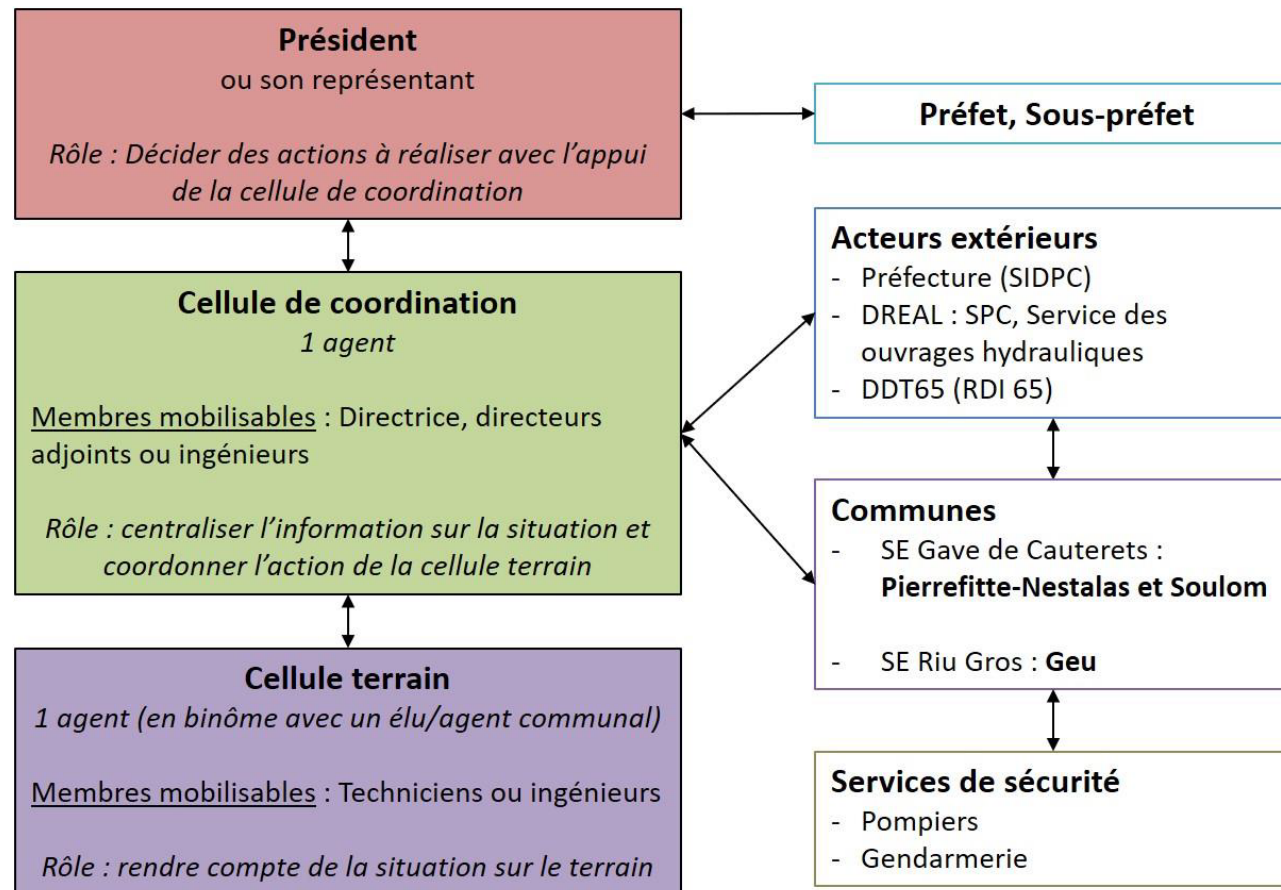 Président
ou son représentant
Rôle : Décider des actions à réaliser avec l'appui
de la cellule de coordination
Préfet, Sous-préfet
Cellule de coordination
1 agent
Membres mobilisables : Directrice, directeurs
adjoints ou ingénieurs
Rôle : centraliser l'information sur la situation et
coordonner l'action de la cellule terrain
Acteurs extérieurs
- Préfecture (SIDPC)
- DREAL : SPC, Service des
ouvrages hydrauliques
- DDT65 (RDI 65)
Communes
- SE Gave de Cauterets :
Pierrefitte-Nestalas et Soulom
- SE Riu Gros : Geu
Cellule terrain
1 agent (en binôme avec un élu/agent communal)
Membres mobilisables : Techniciens ou ingénieurs
Rôle : rendre compte de la situation sur le terrain
Services de sécurité
- Pompiers
- Gendarmerie